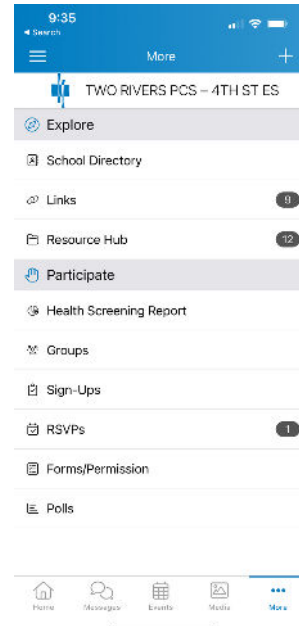 9:35
◄ Search
More
TWO RIVERS PCS – 4TH ST ES
Explore
School Directory
Links 9
Resource Hub 12
Participate
Health Screening Report
Groups
Sign-Ups
RSVPs 1
Forms/Permission
Polls
Home Messages Events Media More